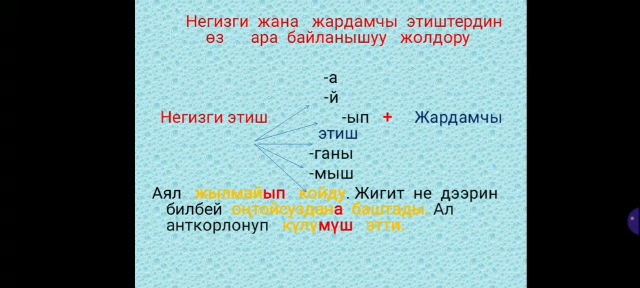 Негизги жана жардамчы этиштердин
өз ара байланышуу жолдору
-а
-й
Негизги этиш -ып + Жардамчы
этиш
-ганы
-мыш
Аял жылмайып койду. Жигит не дээрин
билбей оңтойсуздана баштады. Ал
анткорлонуп күлүмүш этти.